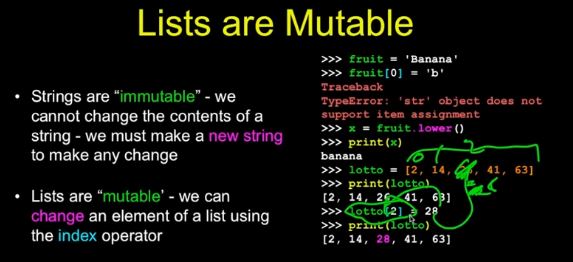 Lists are Mutable
• Strings are “immutable” - we
cannot change the contents of a
string - we must make a new string
to make any change
• Lists are “mutable‘ - we can
change an element of a list using
the index operator
>>> fruit = 'Banana'
>>> fruit[0] = 'b'
Traceback
TypeError: 'str' object does not
support item assignment
>>> x = fruit.lower()
>>> print(x)
banana
>>> lotto = [2, 14, 41, 63]
>>> print(lotto)
[2, 14, 26, 41, 63]
>>> lotto[2] = 28
>>> print(lotto)
[2, 14, 28, 41, 63]